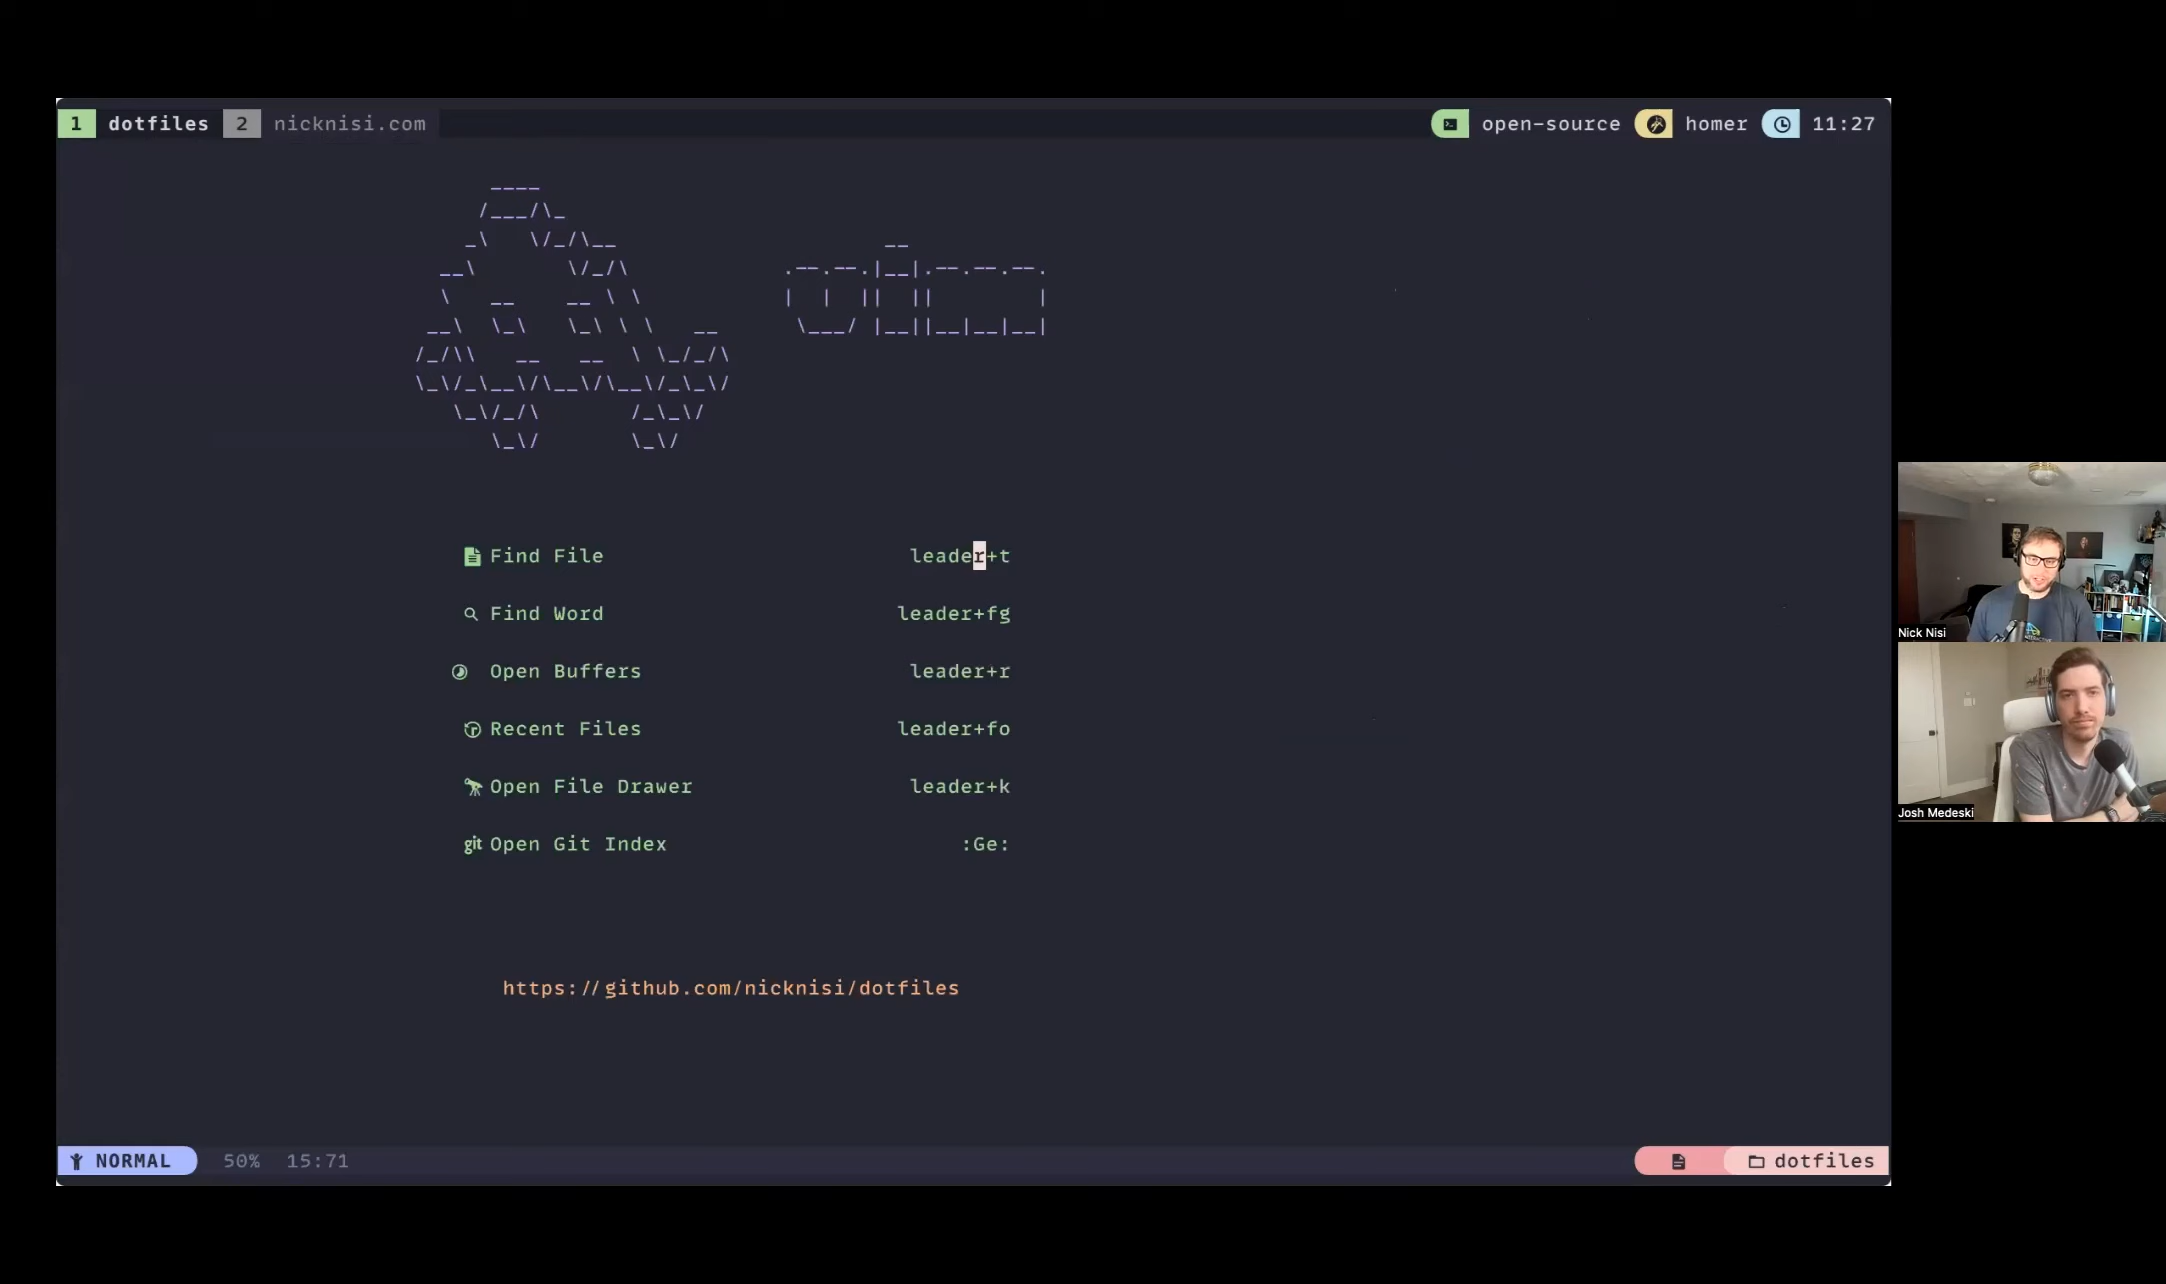 1 dotfiles 2 nicknisi.com open-source homer 11:27
Find File leader+t
Find Word leader+fg
Open Buffers leader+r
Recent Files leader+fo
Open File Drawer leader+k
git Open Git Index :Ge:
https://github.com/nicknisi/dotfiles
Nick Nisi
Josh Medeski
NORMAL 50% 15:71 dotfiles